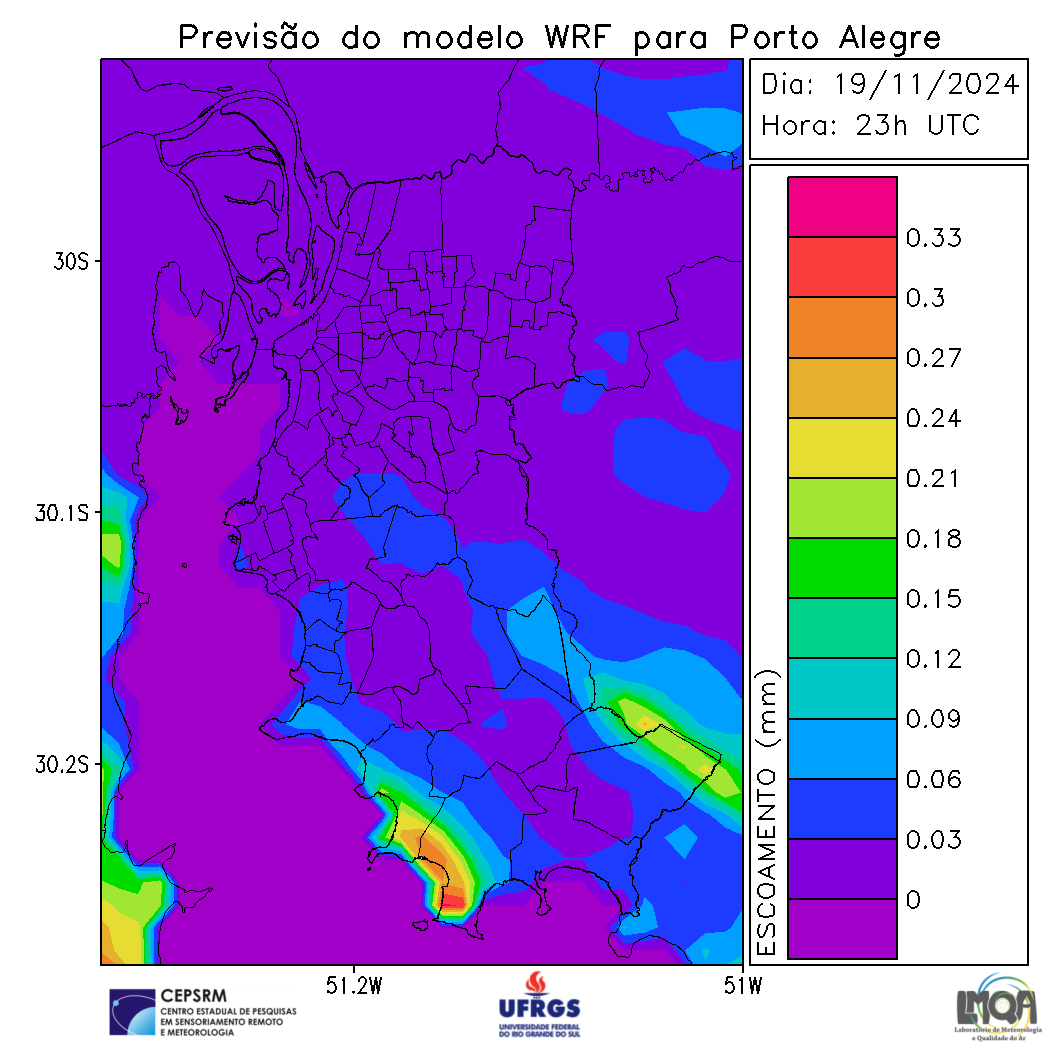 Previsão do modelo WRF para Porto Alegre
Dia: 19/11/2024
Hora: 23h UTC
30S
30.1S
30.2S
51.2W
51W
0.33
0.3
0.27
0.24
0.21
0.18
0.15
0.12
0.09
0.06
0.03
0
ESCOAMENTO (mm)
CEPSRM
CENTRO ESTADUAL DE PESQUISAS
EM SENSORIAMENTO REMOTO
E METEOROLOGIA
UFRGS
UNIVERSIDADE FEDERAL
DO RIO GRANDE DO SUL
LMQA
Laboratório de Meteorologia
e Qualidade do Ar